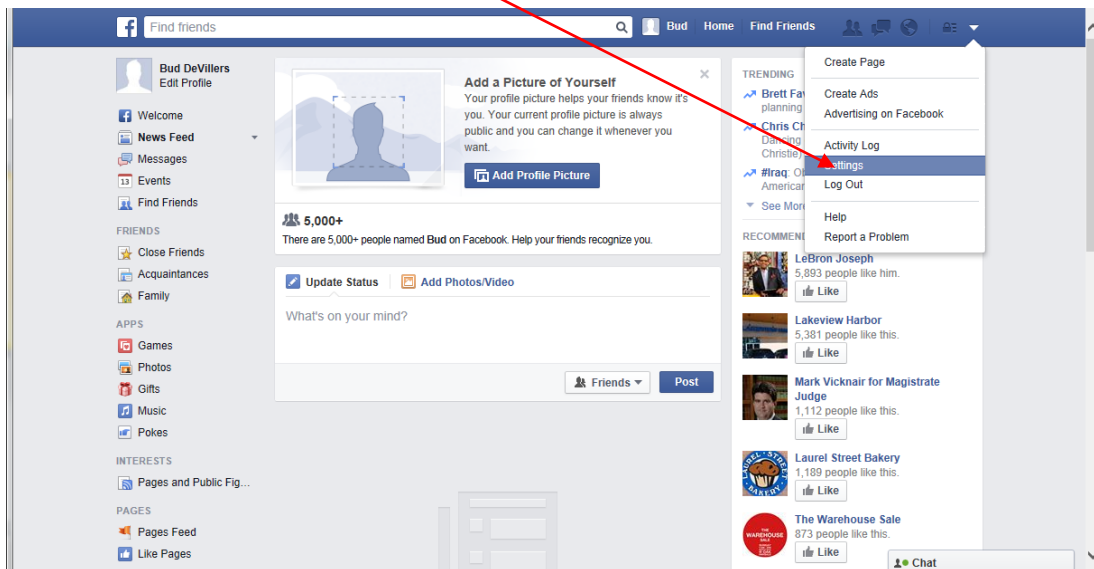 f
Find friends
Bud Home Find Friends
Bud DeVillers
Edit Profile
Welcome
News Feed
Messages
13 Events
Find Friends
FRIENDS
Close Friends
Acquaintances
Family
APPS
Games
Photos
Gifts
Music
Pokes
INTERESTS
Pages and Public Fig...
PAGES
Pages Feed
Like Pages
Add a Picture of Yourself
Your profile picture helps your friends know it's
you. Your current profile picture is always
public and you can change it whenever you
want.
Add Profile Picture
5,000+
There are 5,000+ people named Bud on Facebook. Help your friends recognize you.
Update Status
Add Photos/Video
What's on your mind?
Friends
Post
TRENDING
Brett Fav
planning
Chris Ch
Dancing
Christie)
#Iraq: Ob
American
See More
Create Page
Create Ads
Advertising on Facebook
Activity Log
Settings
Log Out
Help
Report a Problem
RECOMMEN
LeBron Joseph
5,893 people like him.
Like
Lakeview Harbor
5,381 people like this.
Like
Mark Vicknair for Magistrate
Judge
1,112 people like this.
Like
LAUREL STREET
BAKERY
Laurel Street Bakery
1,189 people like this.
Like
THE
WAREHOUSE
SALE
The Warehouse Sale
873 people like this.
Like
Chat